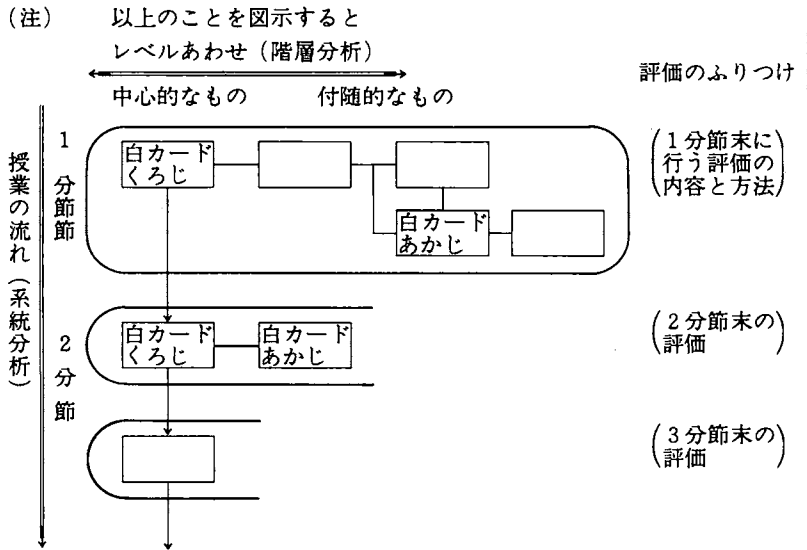 (注) 以上のことを図示すると
レベルあわせ(階層分析)
中心的なもの 付随的なもの
評価のふりつけ
授業の流れ(系統分析)
1分節節
白カード
くろじ
白カード
あかじ
(1分節末に
行う評価の
内容と方法)
2分節
白カード
くろじ
白カード
あかじ
(2分節末の
評価)
(3分節末の
評価)